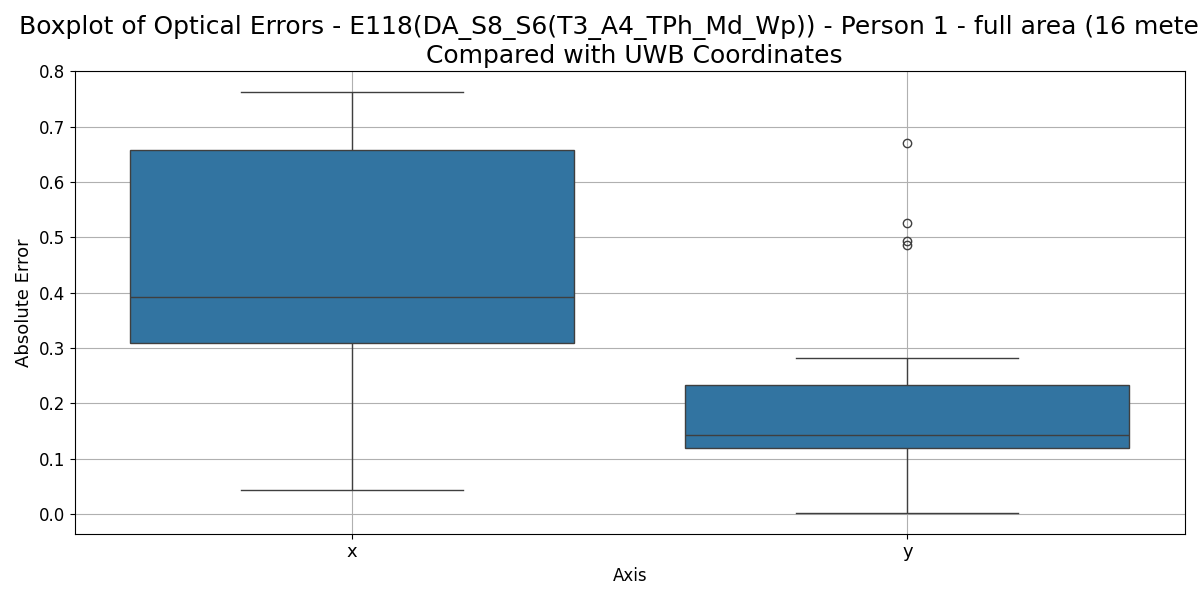 Boxplot of Optical Errors - E118(DA_S8_S6(T3_A4_TPh_Md_Wp)) - Person 1 - full area (16 mete
Compared with UWB Coordinates
0.8
0.7
0.6
0.5
0.4
0.3
0.2
0.1
0.0
Absolute Error
x y
Axis